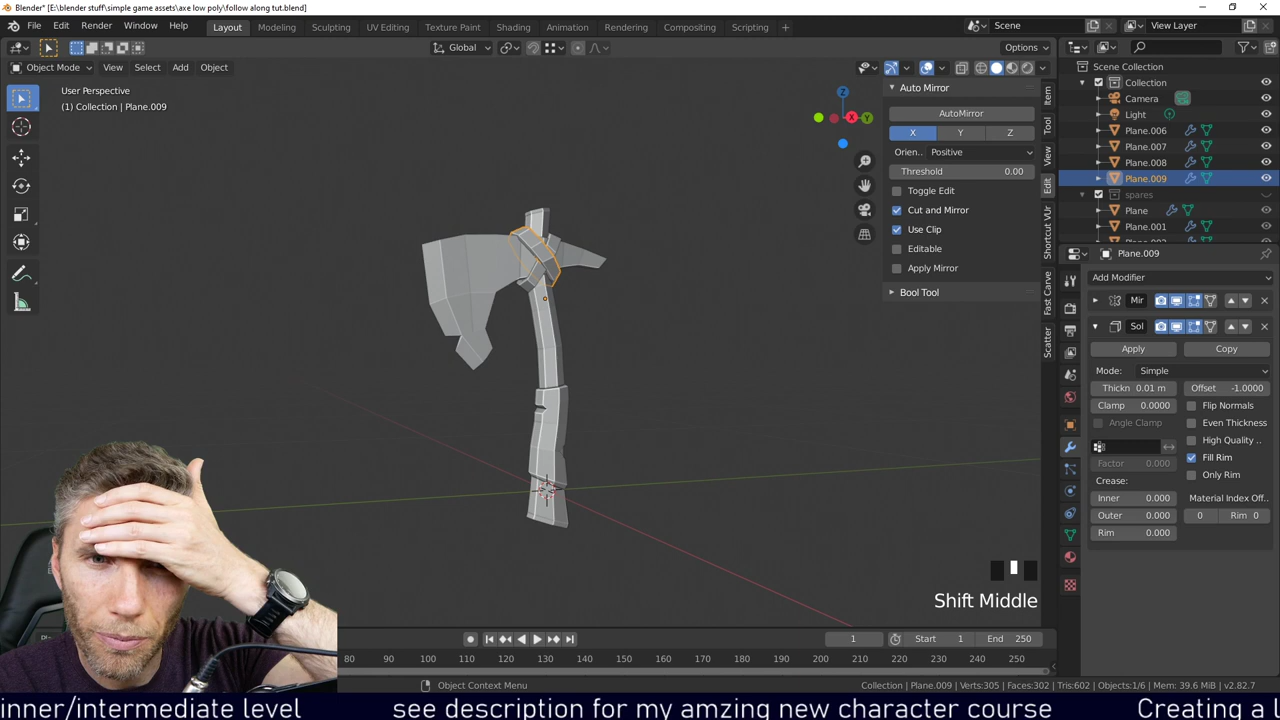 Blender* [E:\blender stuff\simple game assets\axe low poly\follow along tut.blend]
File Edit Render Window Help Layout Modeling Sculpting UV Editing Texture Paint Shading Animation Rendering Compositing Scripting + Scene View Layer
Global Options
Object Mode View Select Add Object
Scene Collection
User Perspective
(1) Collection | Plane.009
Auto Mirror
AutoMirror
X Y Z
Orien.. Positive
Threshold 0.00
Toggle Edit
Cut and Mirror
Use Clip
Editable
Apply Mirror
Bool Tool
Item
Tool
View
Edit
Shortcut VUr
Fast Carve
Scatter
Collection
Camera
Light
Plane.006
Plane.007
Plane.008
Plane.009
spares
Plane
Plane.001
Plane.009
Add Modifier
Mir
Sol
Apply Copy
Mode: Simple
Thickn 0.01 m Offset -1.0000
Clamp 0.0000 Flip Normals
Angle Clamp Even Thickness
High Quality ..
Factor 0.000 Fill Rim
Only Rim
Crease:
Inner 0.000 Material Index Off..
Outer 0.000 0 Rim 0
Rim 0.000
Shift Middle
1 Start 1 End 250
80 90 100 110 120 130 140 150 160 170 180 190 200 210 220 230 240 250
Object Context Menu Collection | Plane.009 | Verts:305 | Faces:302 | Tris:602 | Objects:1/6 | Mem: 39.6 MiB | v2.82.7
inner/intermediate level see description for my amzing new character course Creating a l